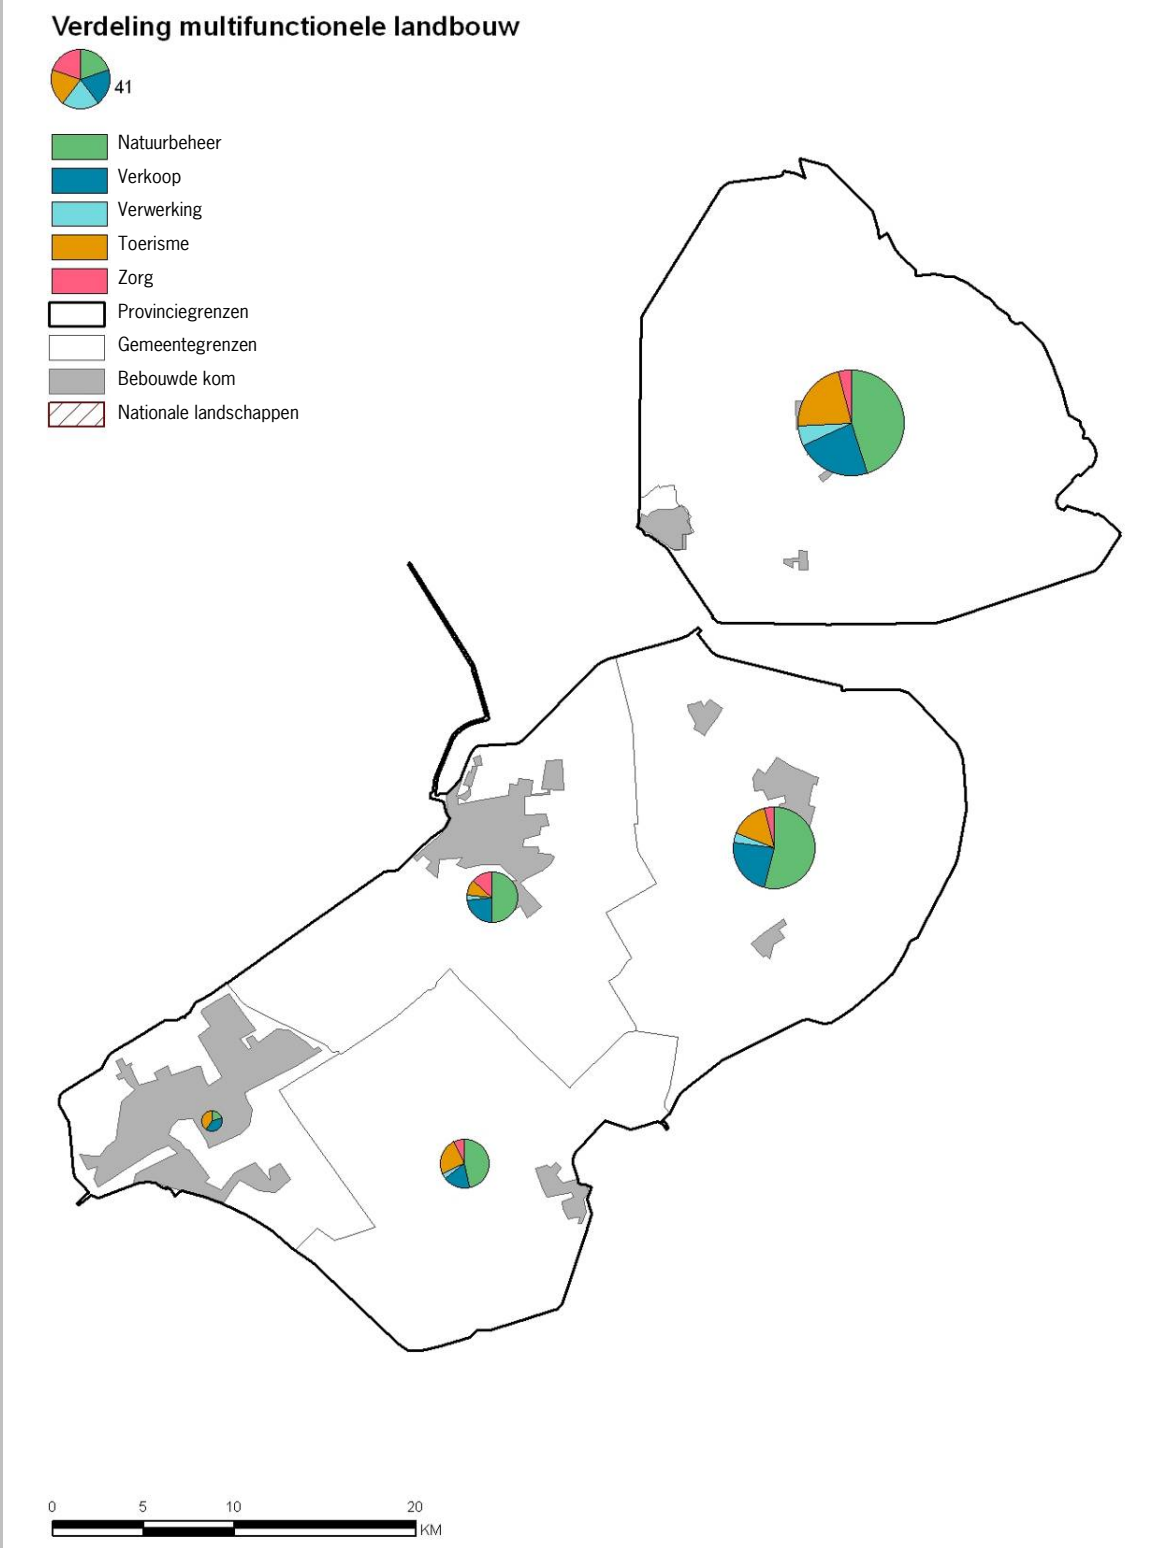 Verdeling multifunctionele landbouw
41
Natuurbeheer
Verkoop
Verwerking
Toerisme
Zorg
Provinciegrenzen
Gemeentegrenzen
Bebouwde kom
Nationale landschappen
0 5 10 20
KM